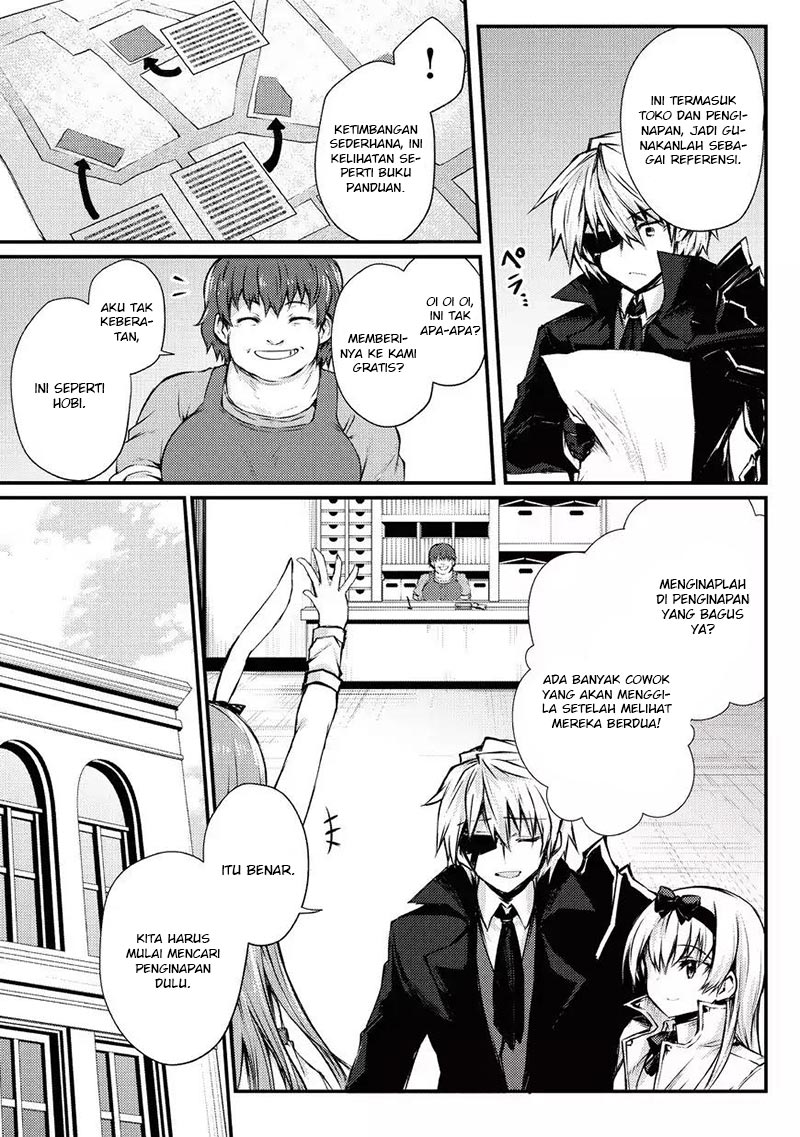 INI TERMASUK
TOKO DAN PENGI-
NAPAN, JADI GU-
NAKANLAH SEBA-
GAI REFERENSI.
ペラ…
!
KETIMBANGAN
SEDERHANA, INI
KELIHATAN SE-
PERTI BUKU
PANDUAN.
OI OI OI,
INI TAK
APA-APA?
MEMBERI-
NYA KE KAMI
GRATIS?
AKU TAK
KEBERA-
TAN,
INI SEPERTI
HOBI.
MENGINAPLAH
DI PENGINAPAN
YANG BAGUS
YA?
ADA BANYAK COWOK
YANG AKAN MENGGI-
LA SETELAH MELIHAT
MEREKA BERDUA!
ITU BENAR.
KITA HARUS
MULAI MENCARI
PENGINAPAN
DULU.